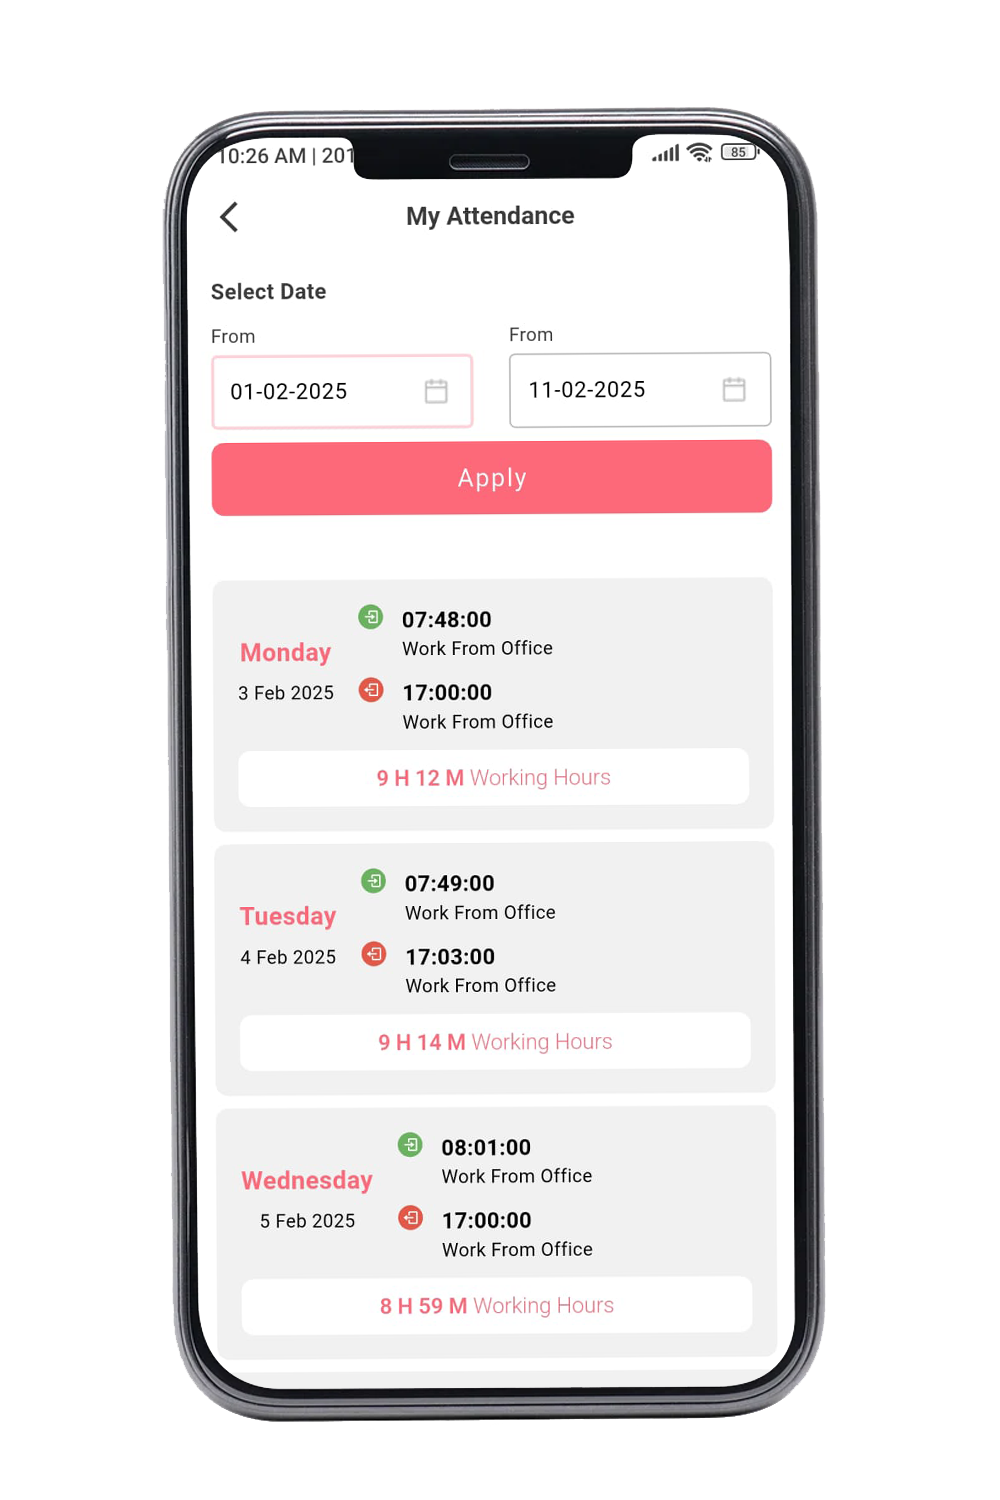 10:26 AM | 201
85
My Attendance
Select Date
From
From
01-02-2025
11-02-2025
Apply
07:48:00
Work From Office
Monday
3 Feb 2025
17:00:00
Work From Office
9 H 12 M Working Hours
07:49:00
Work From Office
Tuesday
4 Feb 2025
17:03:00
Work From Office
9 H 14 M Working Hours
08:01:00
Work From Office
Wednesday
5 Feb 2025
17:00:00
Work From Office
8 H 59 M Working Hours